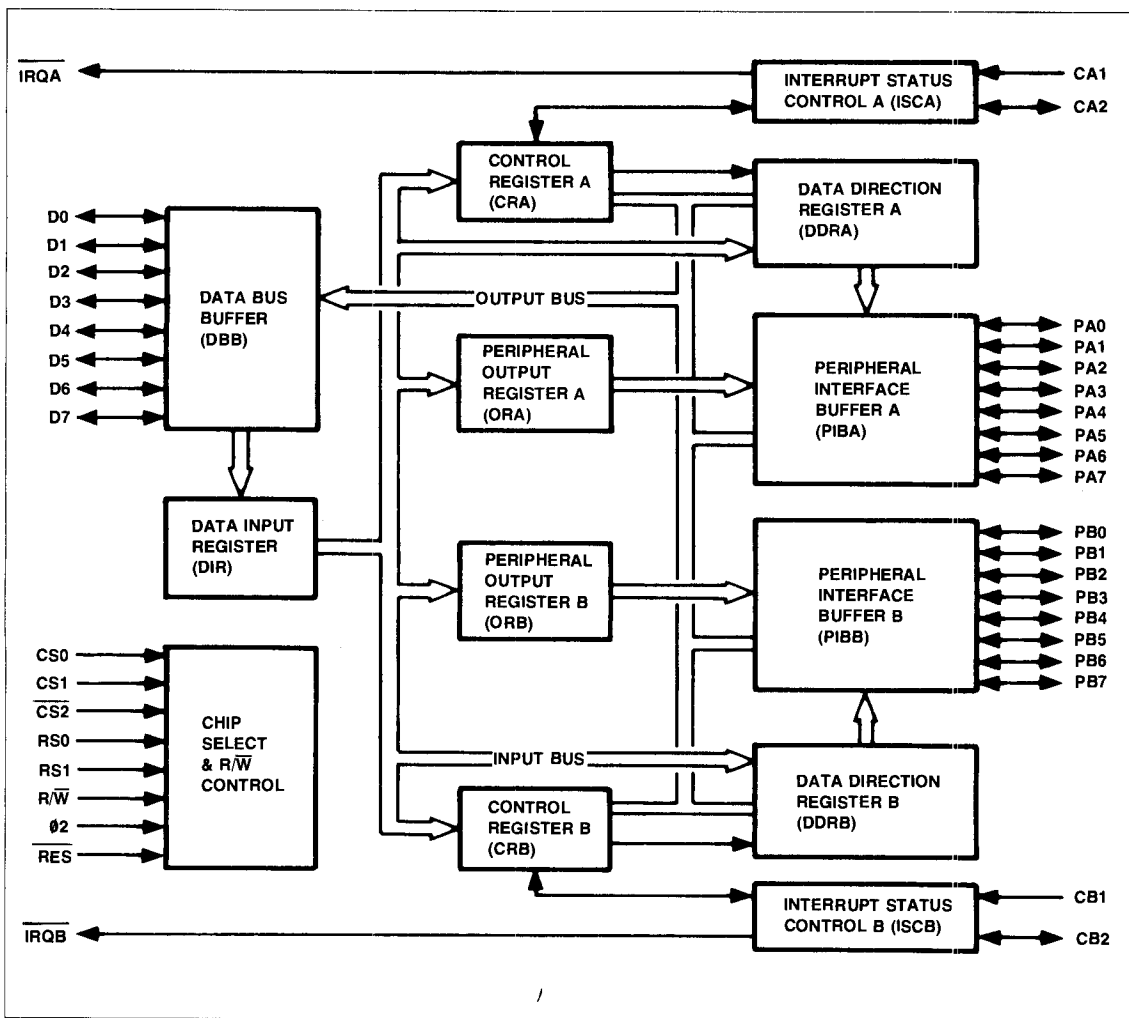 IRQA
INTERRUPT STATUS
CONTROL A (ISCA)
CA1
CA2
CONTROL
REGISTER A
(CRA)
DATA DIRECTION
REGISTER A
(DDRA)
D0
D1
D2
D3
D4
D5
D6
D7
DATA BUS
BUFFER
(DBB)
OUTPUT BUS
PERIPHERAL
OUTPUT
REGISTER A
(ORA)
PERIPHERAL
INTERFACE
BUFFER A
(PIBA)
PA0
PA1
PA2
PA3
PA4
PA5
PA6
PA7
DATA INPUT
REGISTER
(DIR)
PERIPHERAL
OUTPUT
REGISTER B
(ORB)
PERIPHERAL
INTERFACE
BUFFER B
(PIBB)
PB0
PB1
PB2
PB3
PB4
PB5
PB6
PB7
CS0
CS1
C̅S̅2̅
RS0
RS1
R/W̅
Ø2
R̅E̅S̅
CHIP
SELECT
& R/W̅
CONTROL
INPUT BUS
CONTROL
REGISTER B
(CRB)
DATA DIRECTION
REGISTER B
(DDRB)
INTERRUPT STATUS
CONTROL B (ISCB)
CB1
CB2
I̅R̅Q̅B̅